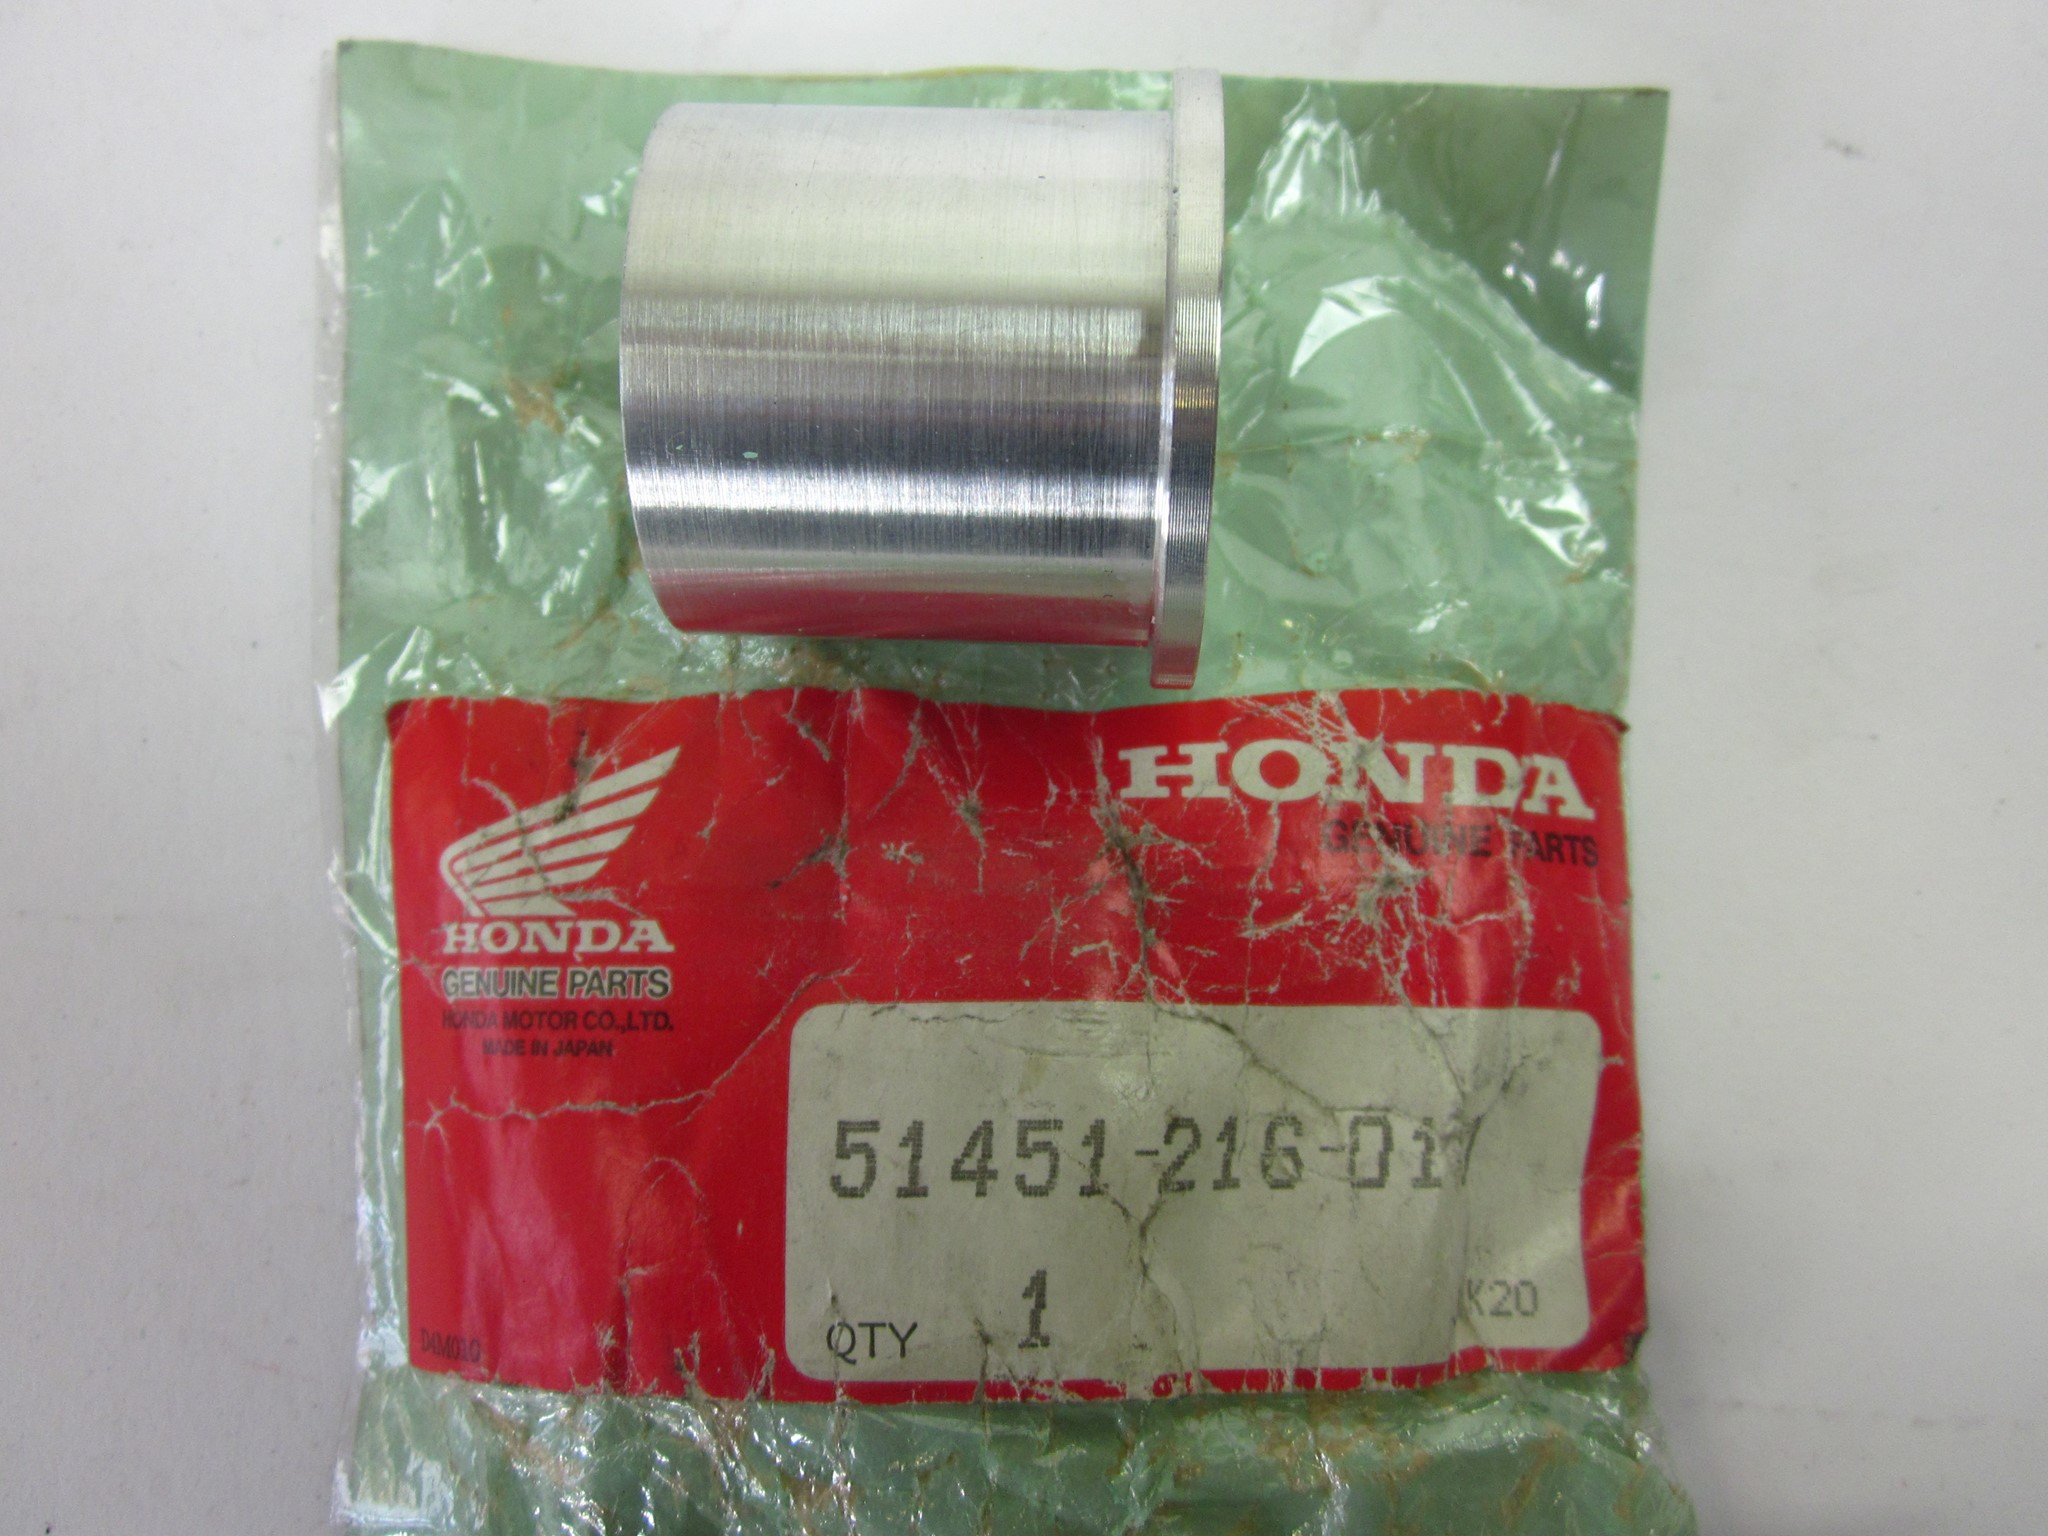 HONDA
GENUINE PARTS
HONDA
GENUINE PARTS
HONDA MOTOR CO.,LTD.
MADE IN JAPAN
51451-216-017
QTY 1
K20
D4M010